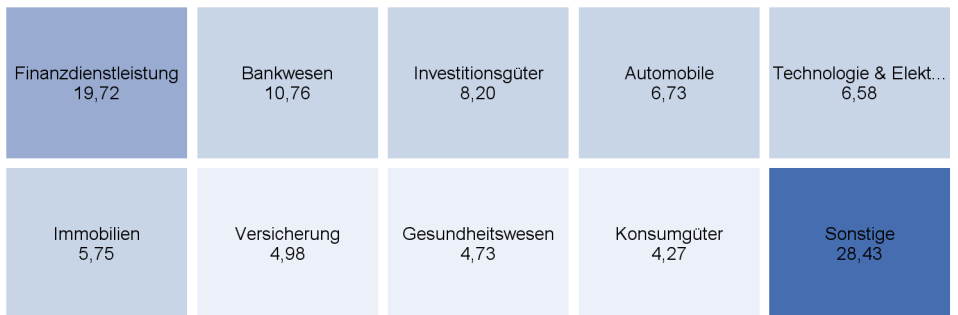 Finanzdienstleistung
19,72
Bankwesen
10,76
Investitionsgüter
8,20
Automobile
6,73
Technologie & Elekt...
6,58
Immobilien
5,75
Versicherung
4,98
Gesundheitswesen
4,73
Konsumgüter
4,27
Sonstige
28,43